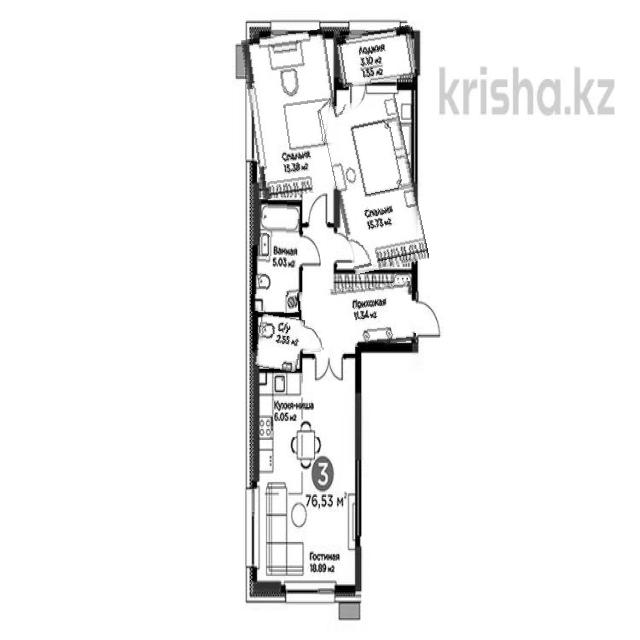 Лоджия
3.10 м2
1.55 м2
krisha.kz
Спальня
13.38 м2
Спальня
15.73 м2
Ванная
5.03 м2
Прихожая
11.34 м2
С/у
2.55 м2
Кухня-ниша
6.05 м2
3
76,53 м²
Гостиная
18.89 м2